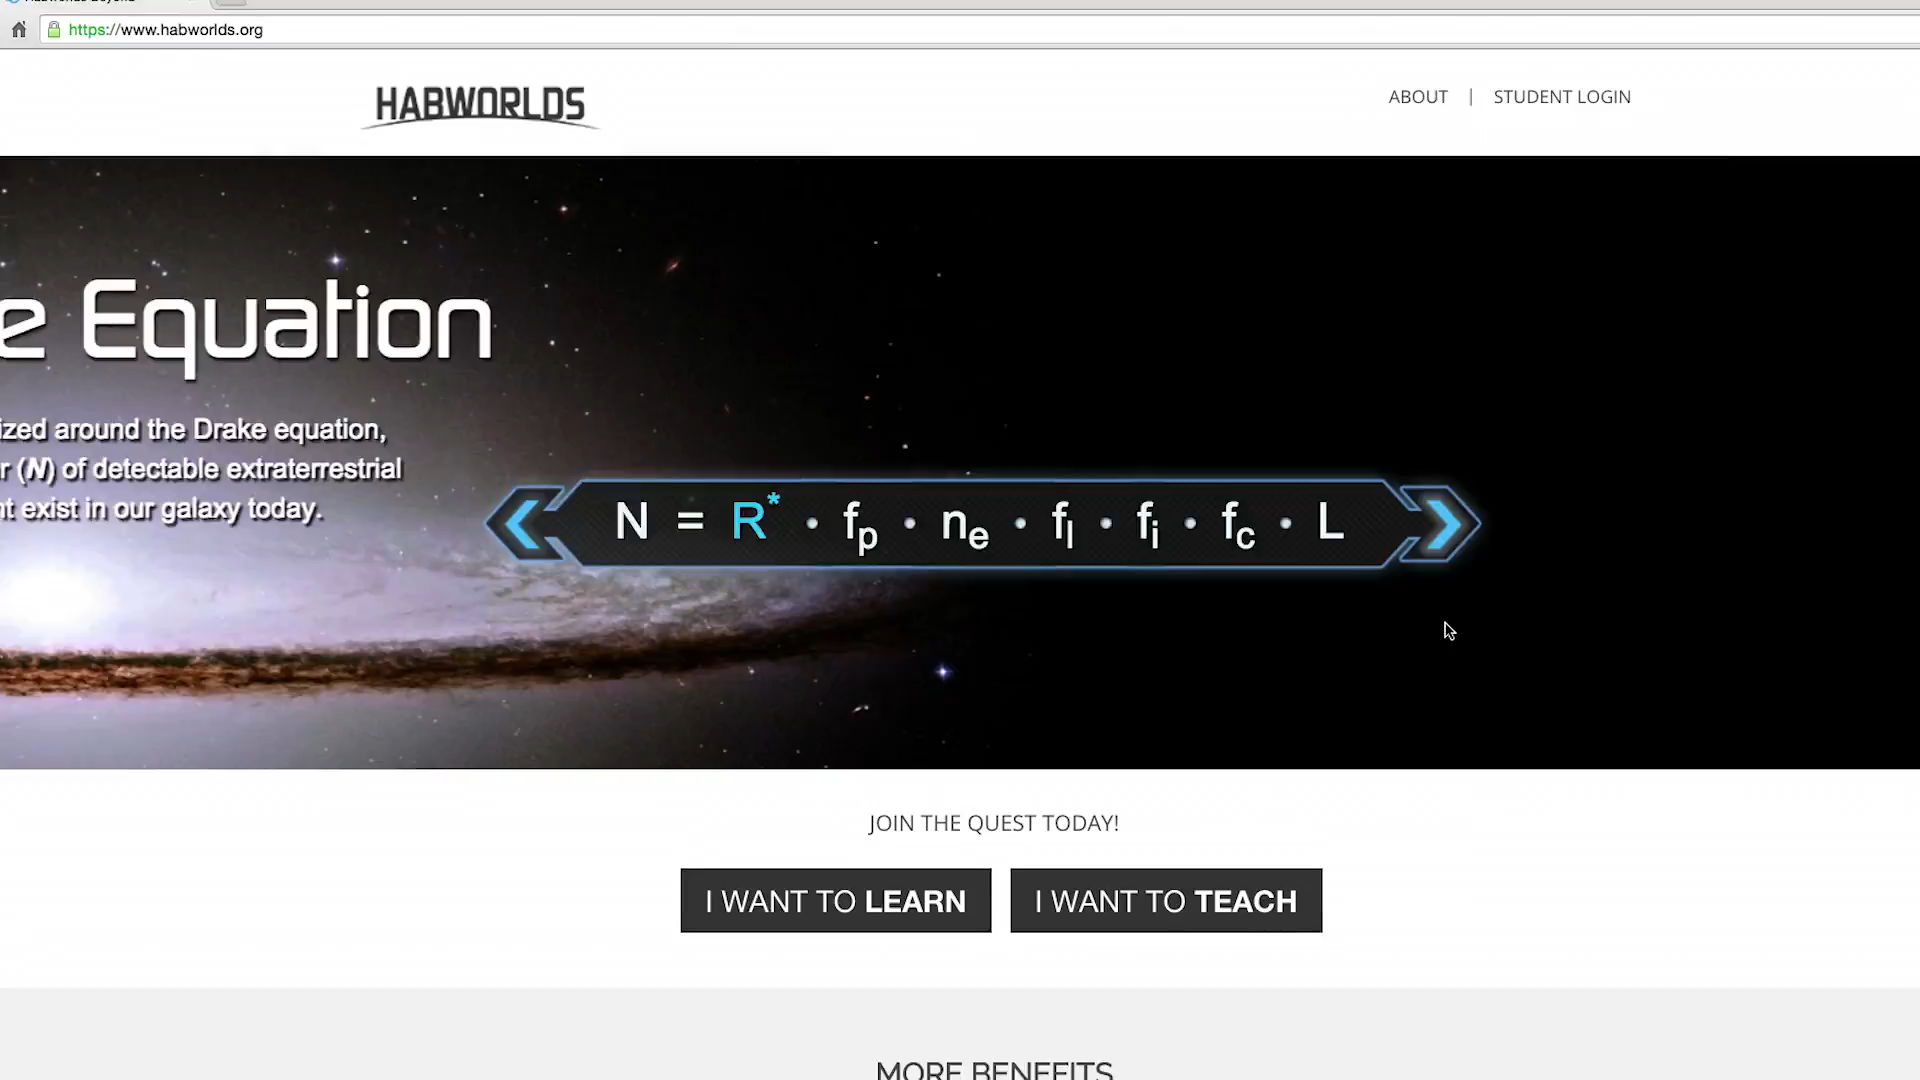 https://www.habworlds.org
HABWORLDS
ABOUT | STUDENT LOGIN
e Equation
ized around the Drake equation,
r (N) of detectable extraterrestrial
t exist in our galaxy today.
N = R* · fp · ne · fl · fi · fc · L
JOIN THE QUEST TODAY!
I WANT TO LEARN
I WANT TO TEACH
MORE BENEFITS